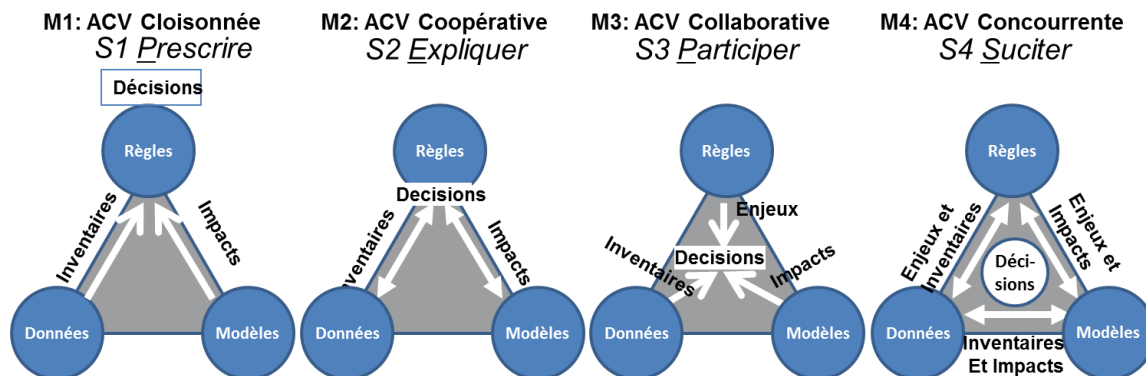 M1: ACV Cloisonnée
S1 Prescrire
Décisions
Règles
Inventaires
Impacts
Données
Modèles
M2: ACV Coopérative
S2 Expliquer
Règles
Decisions
Inventaires
Impacts
Données
Modèles
M3: ACV Collaborative
S3 Participer
Règles
Enjeux
Decisions
Inventaires
Impacts
Données
Modèles
M4: ACV Concourrente
S4 Suciter
Règles
Enjeux et
Inventaires
Enjeux et
Impacts
Déci-
sions
Données
Modèles
Inventaires
Et Impacts